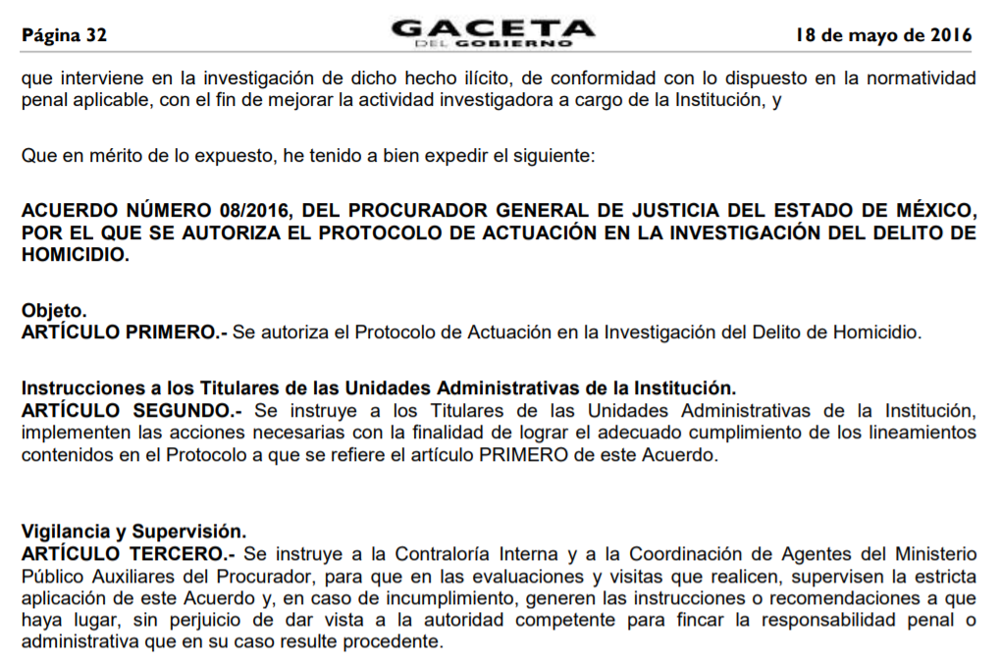 Página 32
GACETA
DEL GOBIERNO
18 de mayo de 2016
que interviene en la investigación de dicho hecho ilícito, de conformidad con lo dispuesto en la normatividad
penal aplicable, con el fin de mejorar la actividad investigadora a cargo de la Institución, y
Que en mérito de lo expuesto, he tenido a bien expedir el siguiente:
ACUERDO NÚMERO 08/2016, DEL PROCURADOR GENERAL DE JUSTICIA DEL ESTADO DE MÉXICO,
POR EL QUE SE AUTORIZA EL PROTOCOLO DE ACTUACIÓN EN LA INVESTIGACIÓN DEL DELITO DE
HOMICIDIO.
Objeto.
ARTÍCULO PRIMERO.- Se autoriza el Protocolo de Actuación en la Investigación del Delito de Homicidio.
Instrucciones a los Titulares de las Unidades Administrativas de la Institución.
ARTÍCULO SEGUNDO.- Se instruye a los Titulares de las Unidades Administrativas de la Institución,
implementen las acciones necesarias con la finalidad de lograr el adecuado cumplimiento de los lineamientos
contenidos en el Protocolo a que se refiere el artículo PRIMERO de este Acuerdo.
Vigilancia y Supervisión.
ARTÍCULO TERCERO.- Se instruye a la Contraloría Interna y a la Coordinación de Agentes del Ministerio
Público Auxiliares del Procurador, para que en las evaluaciones y visitas que realicen, supervisen la estricta
aplicación de este Acuerdo y, en caso de incumplimiento, generen las instrucciones o recomendaciones a que
haya lugar, sin perjuicio de dar vista a la autoridad competente para fincar la responsabilidad penal o
administrativa que en su caso resulte procedente.